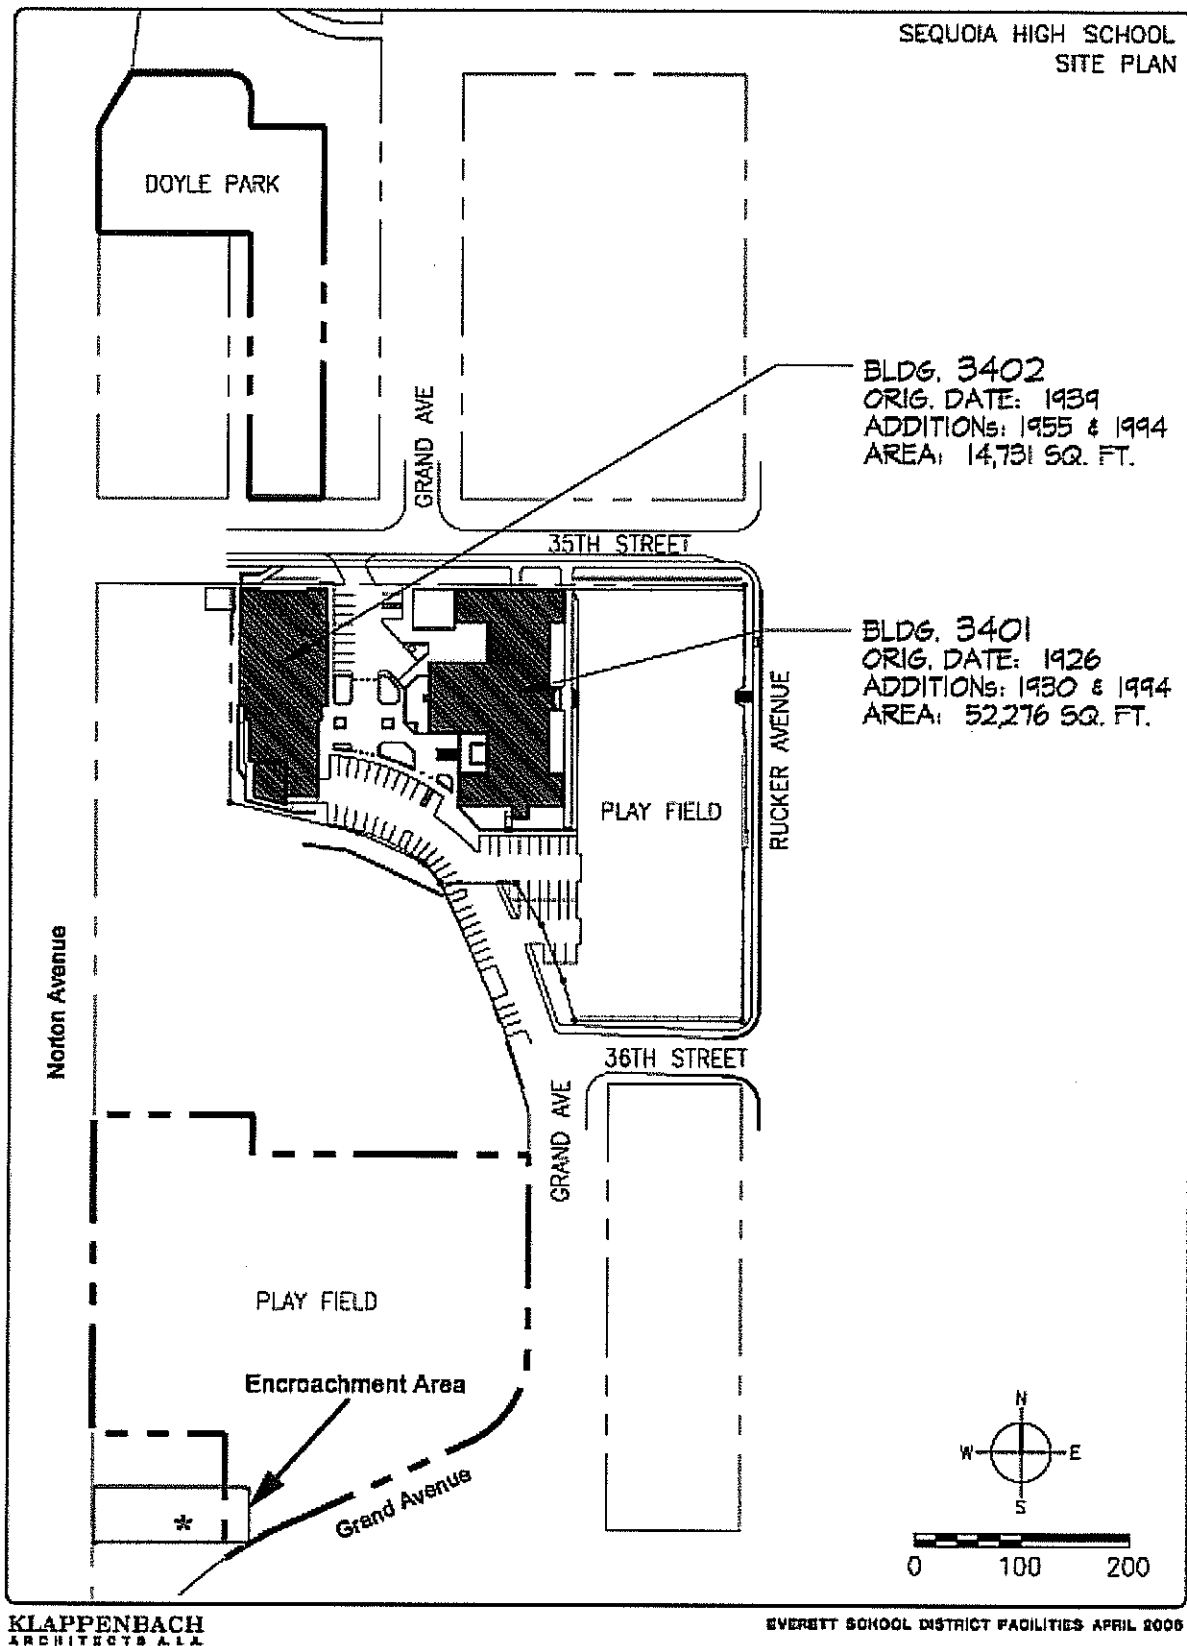 SEQUOIA HIGH SCHOOL
SITE PLAN
DOYLE PARK
BLDG. 3402
ORIG. DATE: 1939
ADDITIONs: 1955 & 1994
AREA: 14,731 SQ. FT.
GRAND AVE
35TH STREET
BLDG. 3401
ORIG. DATE: 1926
ADDITIONs: 1930 & 1994
AREA: 52,276 SQ. FT.
RUCKER AVENUE
PLAY FIELD
Norton Avenue
36TH STREET
GRAND AVE
PLAY FIELD
Encroachment Area
Grand Avenue
*
N
W E
S
0 100 200
KLAPPENBACH
ARCHITECTS A.I.A.
EVERETT SCHOOL DISTRICT FACILITIES APRIL 2005